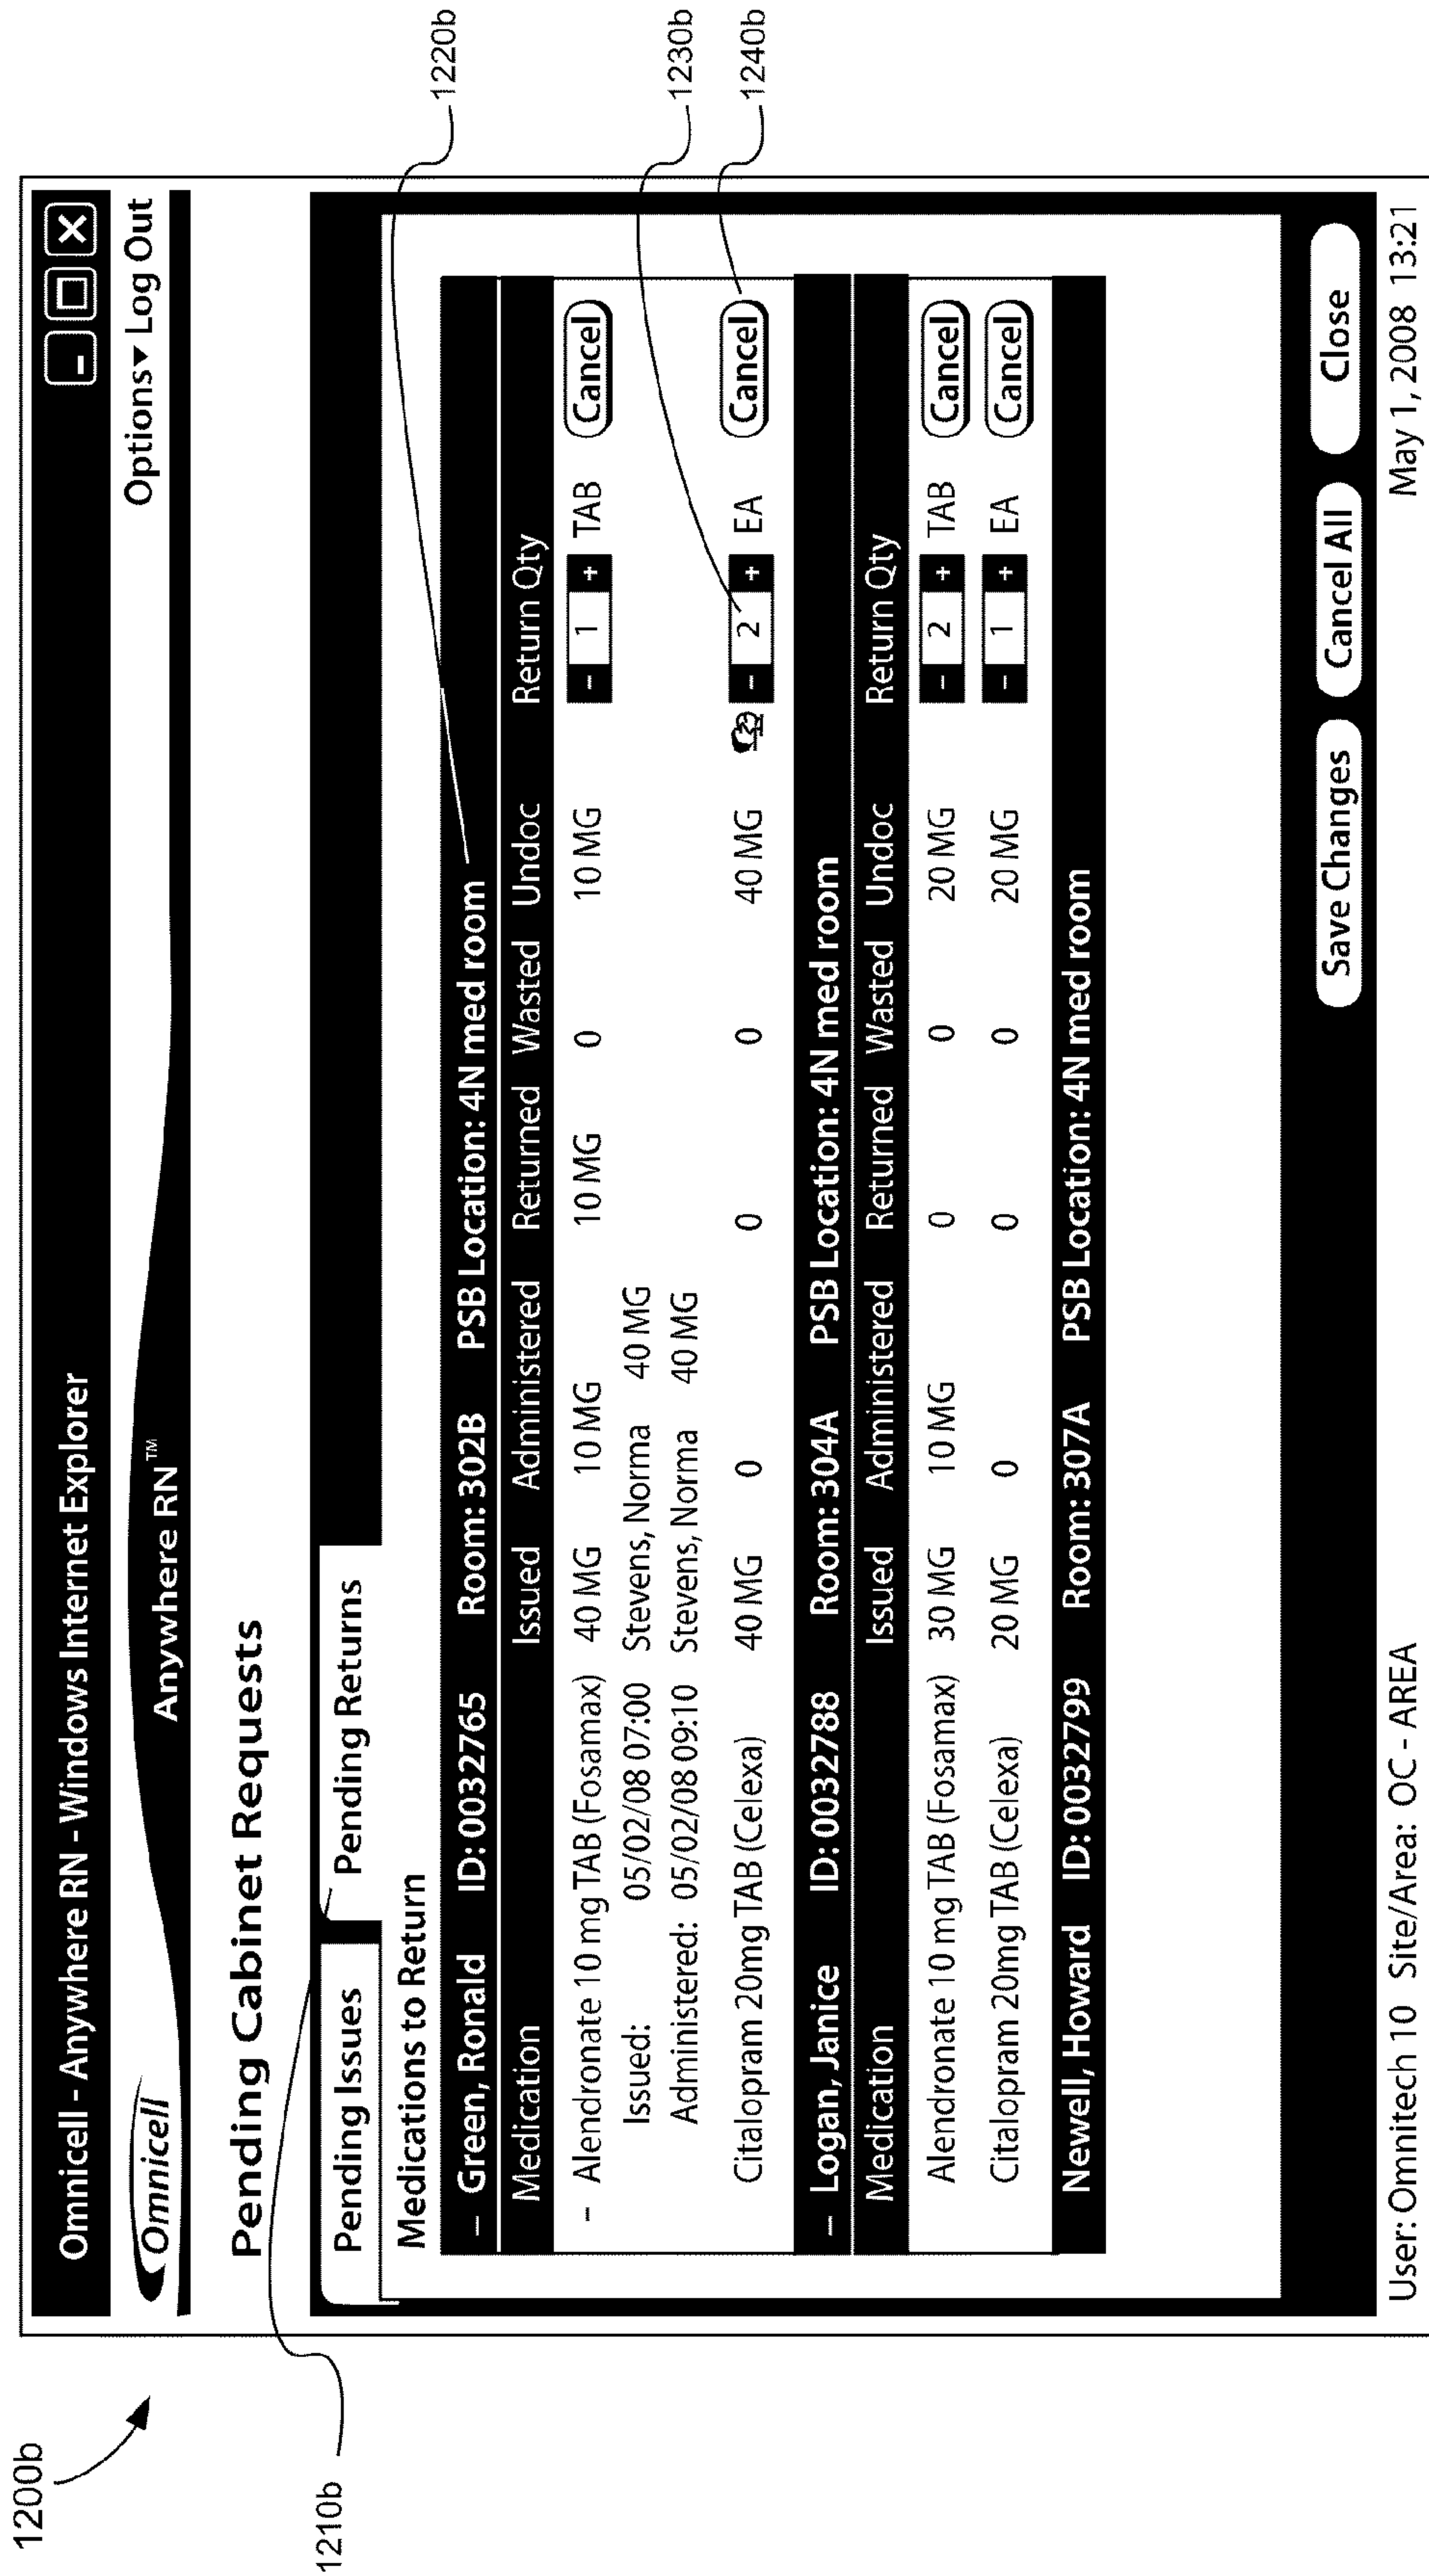 1200b
Omnicell - Anywhere RN - Windows Internet Explorer
Omnicell
Anywhere RN™
Options▾ Log Out
Pending Cabinet Requests
1210b
Pending Issues Pending Returns
Medications to Return
1220b
– Green, Ronald ID: 0032765 Room: 302B PSB Location: 4N med room
Medication Issued Administered Returned Wasted Undoc Return Qty
– Alendronate 10 mg TAB (Fosamax) 40 MG 10 MG 10 MG 0 10 MG – 1 + TAB Cancel
Issued: 05/02/08 07:00 Stevens, Norma 40 MG
Administered: 05/02/08 09:10 Stevens, Norma 40 MG
1230b
Citalopram 20mg TAB (Celexa) 40 MG 0 0 0 40 MG – 2 + EA Cancel
1240b
– Logan, Janice ID: 0032788 Room: 304A PSB Location: 4N med room
Medication Issued Administered Returned Wasted Undoc Return Qty
Alendronate 10 mg TAB (Fosamax) 30 MG 10 MG 0 0 20 MG – 2 + TAB Cancel
Citalopram 20mg TAB (Celexa) 20 MG 0 0 0 20 MG – 1 + EA Cancel
Newell, Howard ID: 0032799 Room: 307A PSB Location: 4N med room
Save Changes Cancel All Close
User: Omnitech 10 Site/Area: OC - AREA May 1, 2008 13:21